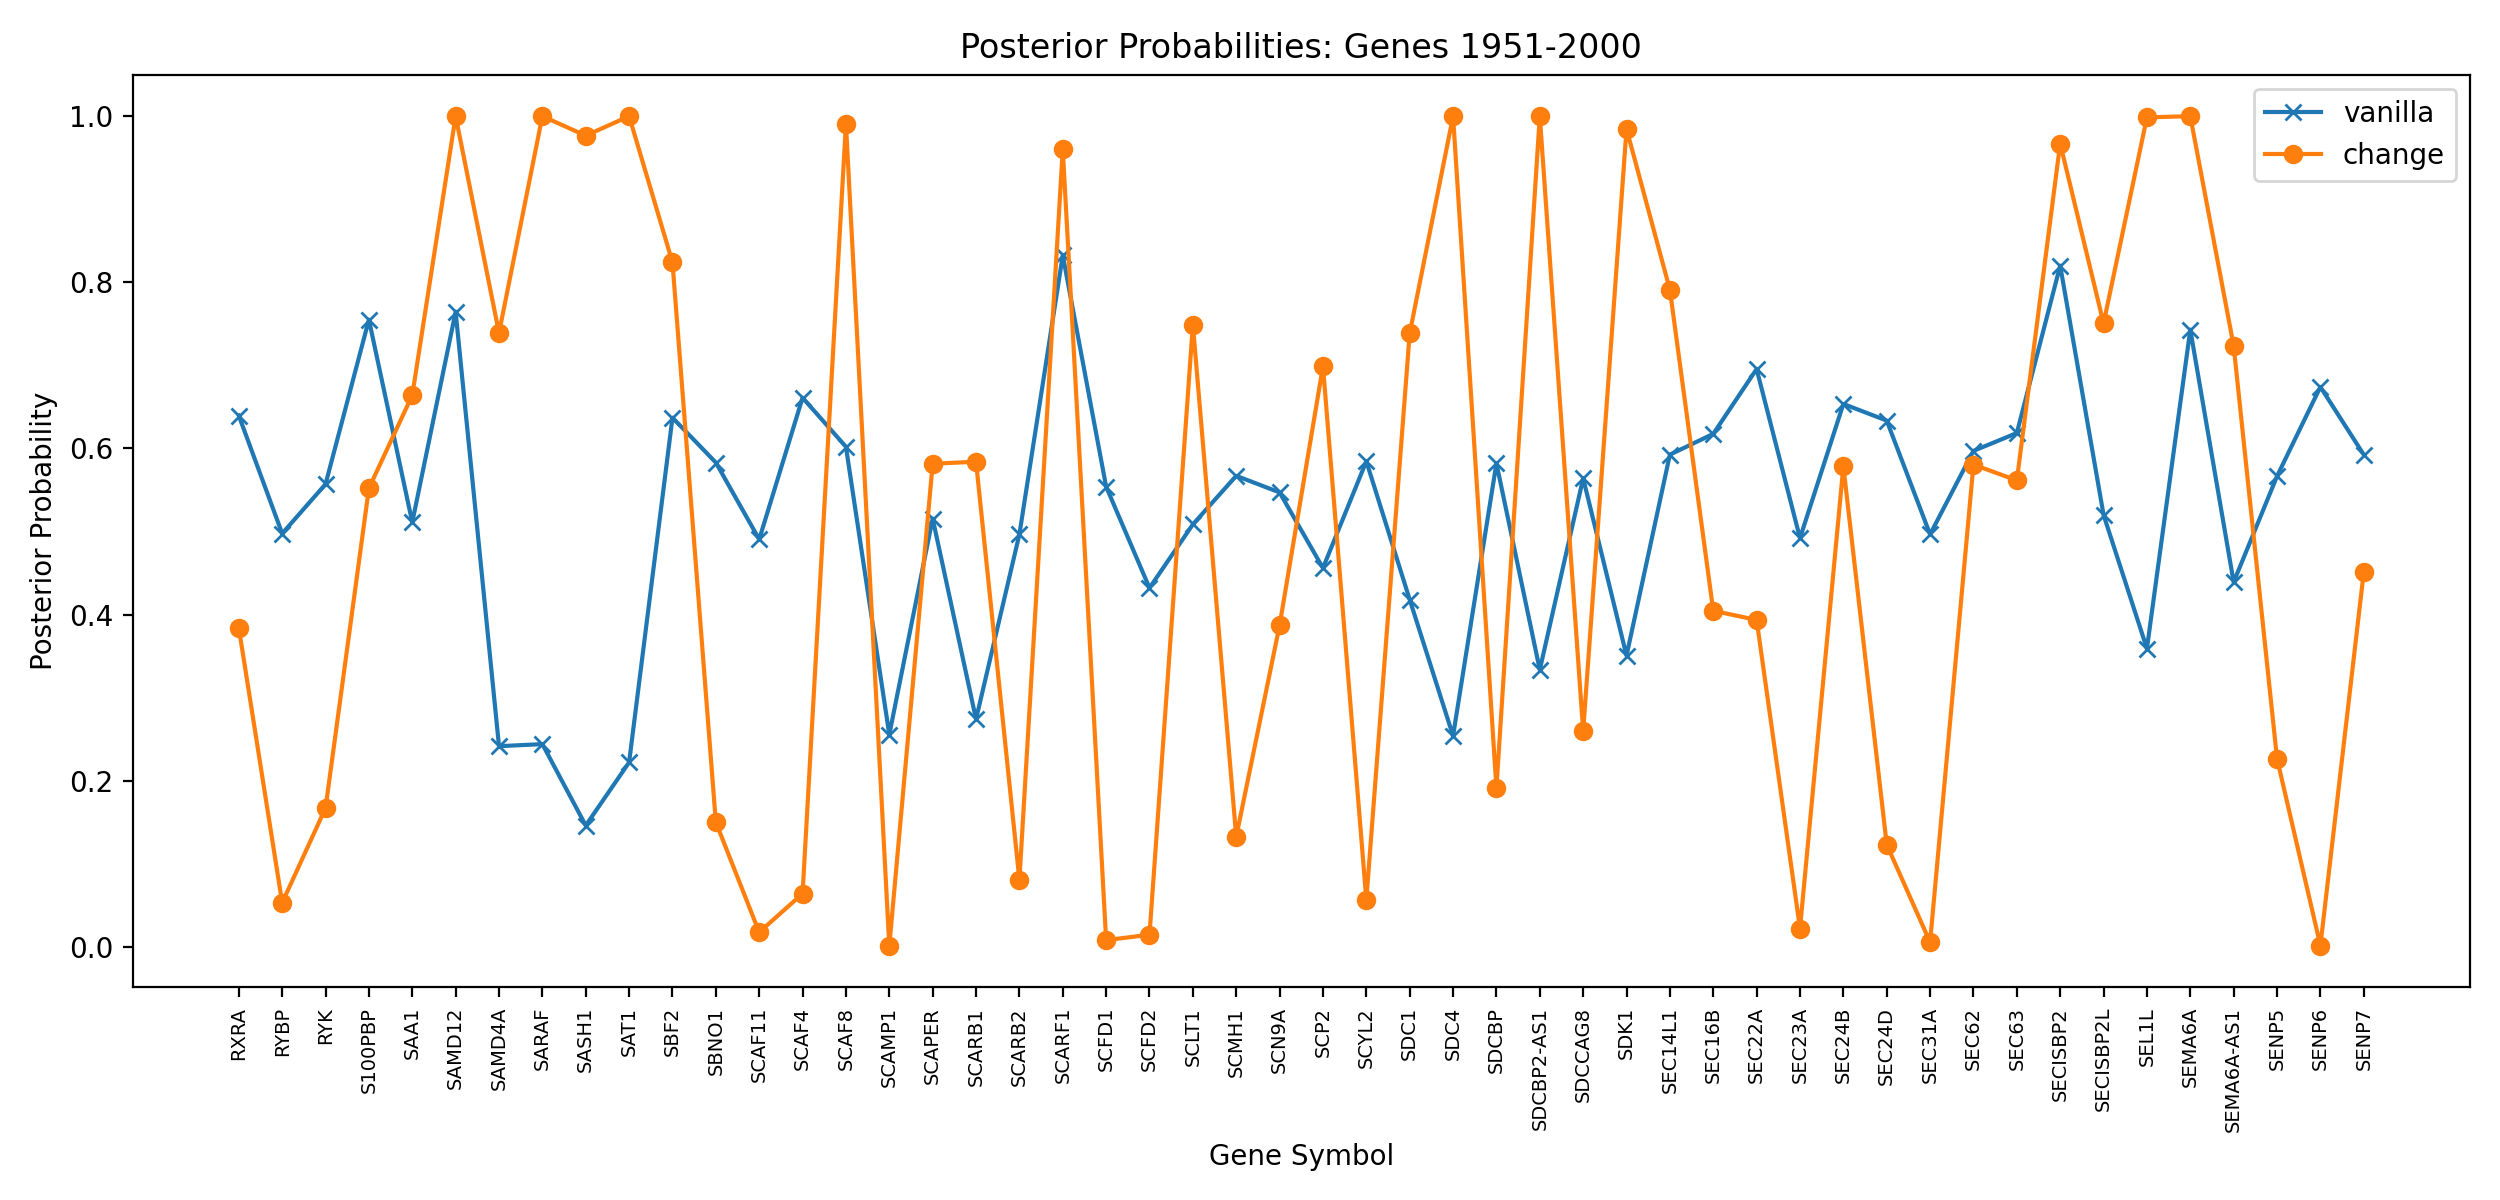 Posterior Probabilities: Genes 1951-2000
vanilla
change
Posterior Probability
1.0
0.8
0.6
0.4
0.2
0.0
RXRA
RYBP
RYK
S100PBP
SAA1
SAMD12
SAMD4A
SARAF
SASH1
SAT1
SBF2
SBNO1
SCAF11
SCAF4
SCAF8
SCAMP1
SCAPER
SCARB1
SCARB2
SCARF1
SCFD1
SCFD2
SCLT1
SCMH1
SCN9A
SCP2
SCYL2
SDC1
SDC4
SDCBP
SDCBP2-AS1
SDCCAG8
SDK1
SEC14L1
SEC16B
SEC22A
SEC23A
SEC24B
SEC24D
SEC31A
SEC62
SEC63
SECISBP2
SECISBP2L
SEL1L
SEMA6A
SEMA6A-AS1
SENP5
SENP6
SENP7
Gene Symbol